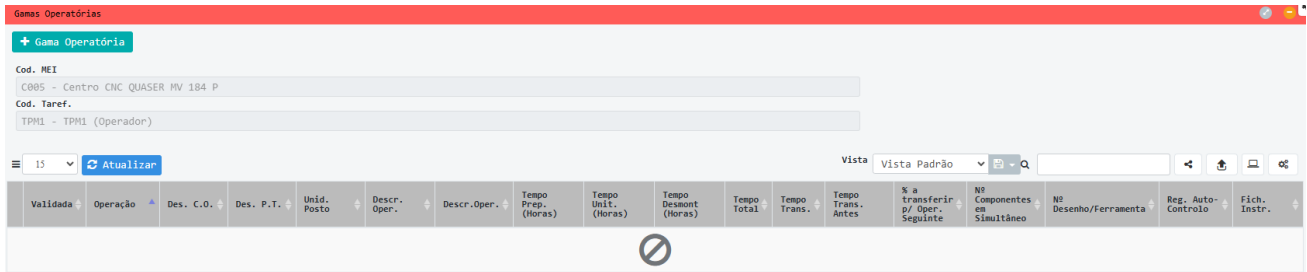 Gamas Operatórias
+ Gama Operatória
Cod. MEI
C005 - Centro CNC QUASER MV 184 P
Cod. Taref.
TPM1 - TPM1 (Operador)
15 Atualizar Vista Vista Padrão
Validada Operação Des. C.O. Des. P.T. Unid. Posto Descr. Oper. Descr.Oper. Tempo Prep. (Horas) Tempo Unit. (Horas) Tempo Desmont (Horas) Tempo Total Tempo Trans. Tempo Trans. Antes % a transferir p/ Oper. Seguinte Nº Componentes em Simultâneo Nº Desenho/Ferramenta Reg. Auto-Controlo Fich. Instr.